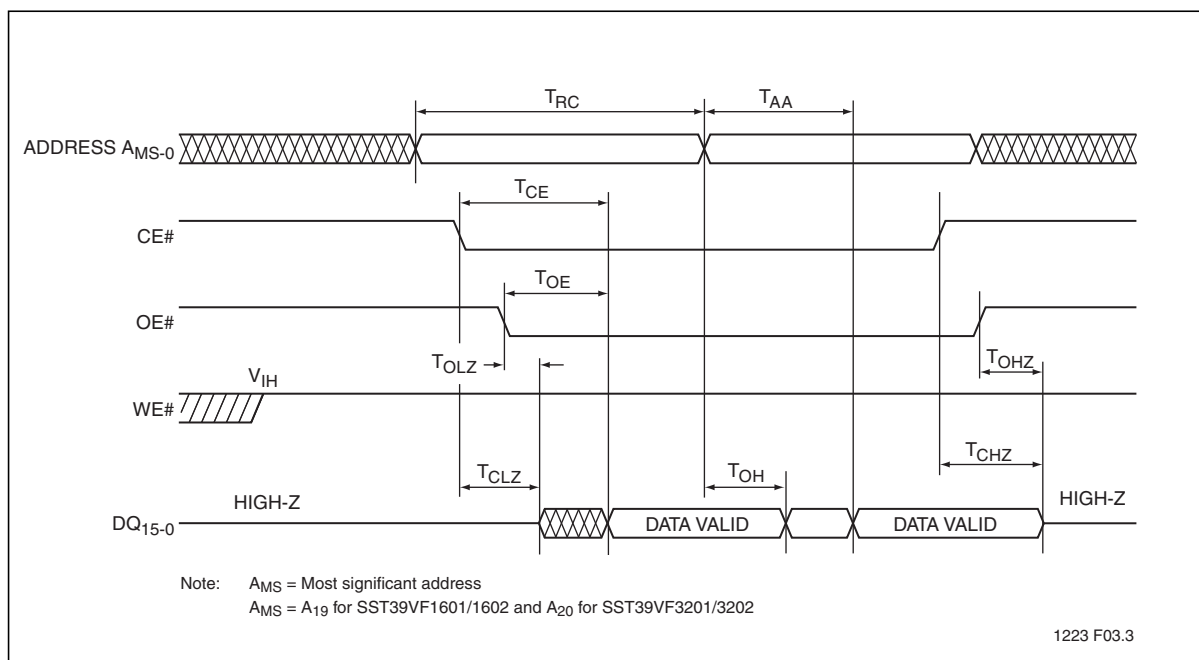 TRC TAA
ADDRESS AMS-0
TCE
CE#
TOE
OE#
TOLZ TOHZ
VIH
WE#
TCHZ
TCLZ TOH
HIGH-Z HIGH-Z
DQ15-0 DATA VALID DATA VALID
Note: AMS = Most significant address
AMS = A19 for SST39VF1601/1602 and A20 for SST39VF3201/3202
1223 F03.3